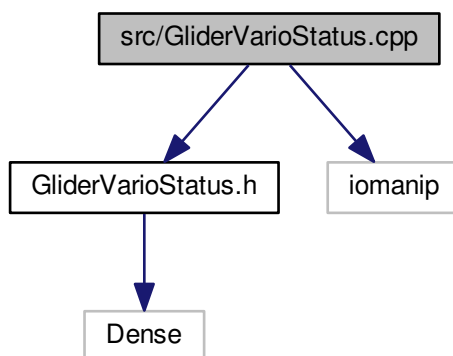 src/GliderVarioStatus.cpp
GliderVarioStatus.h
iomanip
Dense